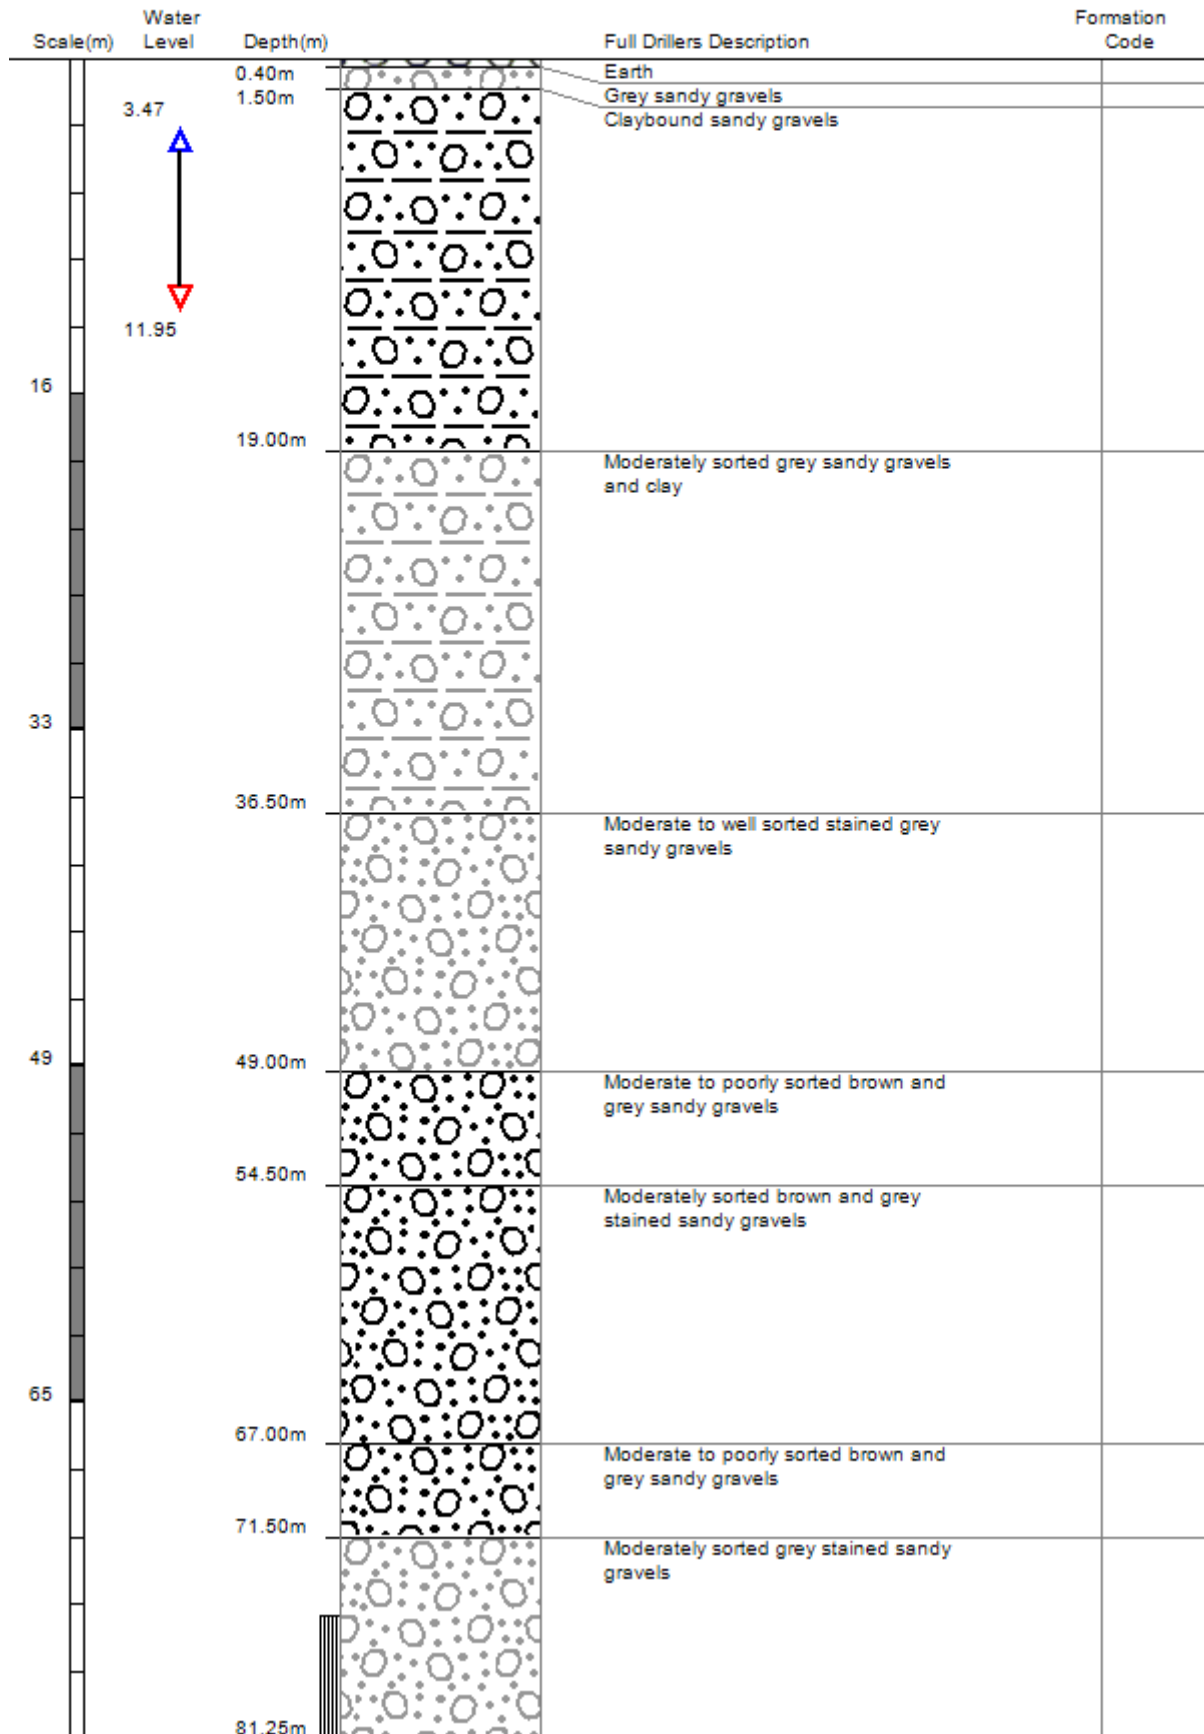 Water
Level
Scale(m)
Depth(m)
Full Drillers Description
Formation
Code
0.40m
Earth
1.50m
Grey sandy gravels
3.47
Claybound sandy gravels
11.95
16
19.00m
Moderately sorted grey sandy gravels
and clay
33
36.50m
Moderate to well sorted stained grey
sandy gravels
49
49.00m
Moderate to poorly sorted brown and
grey sandy gravels
54.50m
Moderately sorted brown and grey
stained sandy gravels
65
67.00m
Moderate to poorly sorted brown and
grey sandy gravels
71.50m
Moderately sorted grey stained sandy
gravels
81.25m